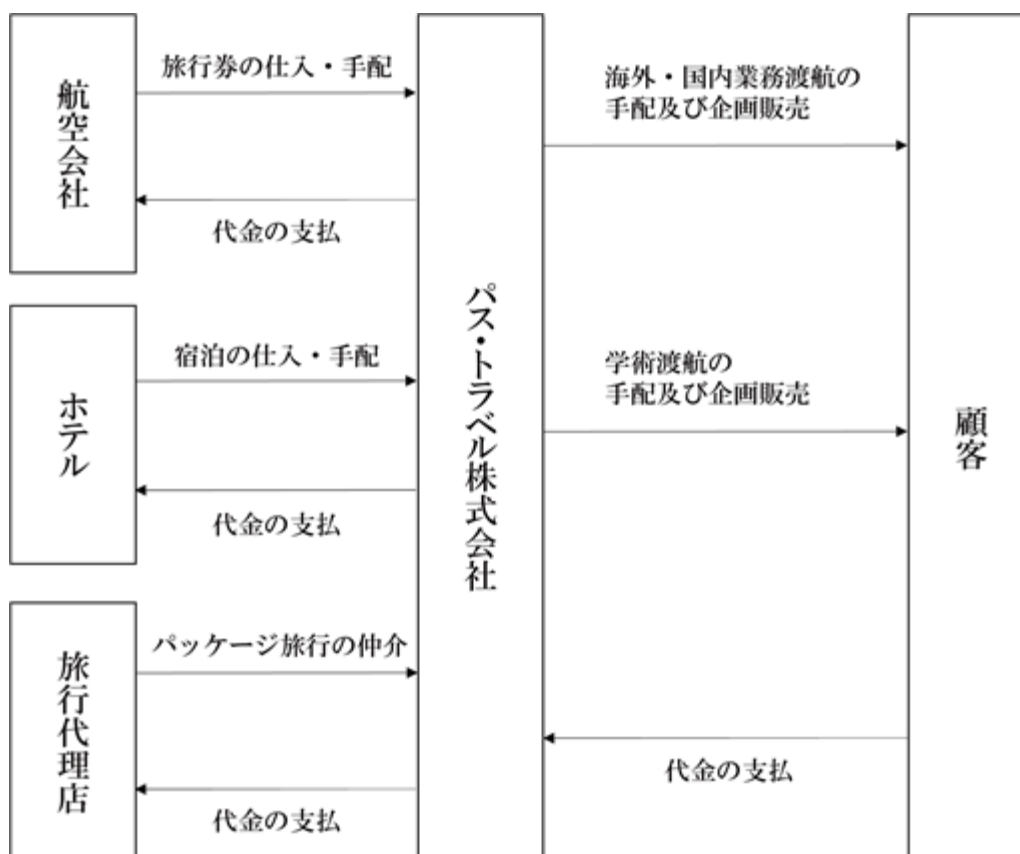 航空会社
旅行券の仕入・手配
代金の支払
ホテル
宿泊の仕入・手配
代金の支払
旅行代理店
パッケージ旅行の仲介
代金の支払
パス・トラベル株式会社
海外・国内業務渡航の
手配及び企画販売
学術渡航の
手配及び企画販売
代金の支払
顧客